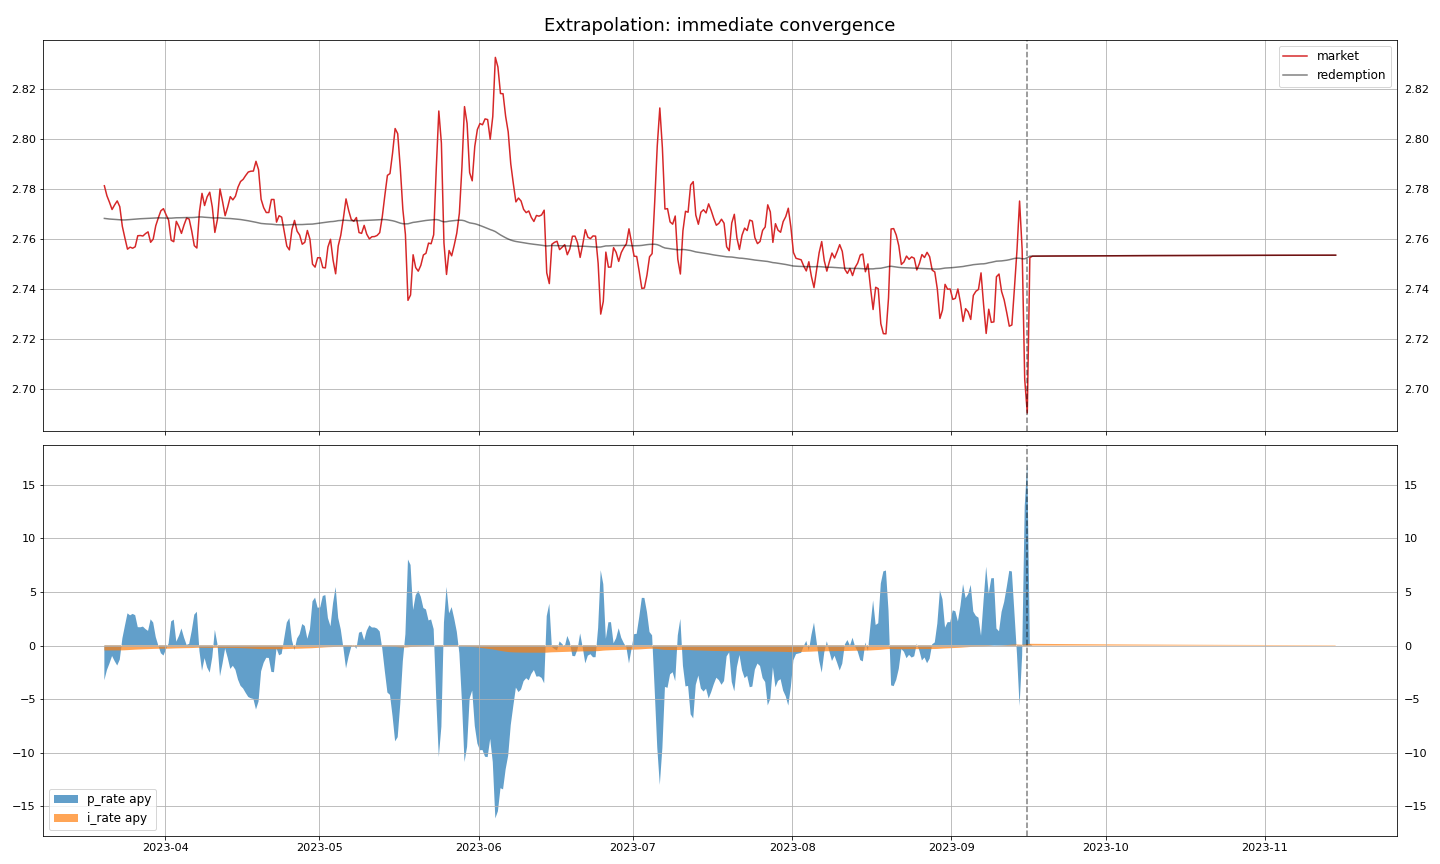 Extrapolation: immediate convergence
market
redemption
2.82 2.82
2.80 2.80
2.78 2.78
2.76 2.76
2.74 2.74
2.72 2.72
2.70 2.70
15 15
10 10
5 5
0 0
−5 −5
−10 −10
−15 −15
p_rate apy
i_rate apy
2023-04 2023-05 2023-06 2023-07 2023-08 2023-09 2023-10 2023-11